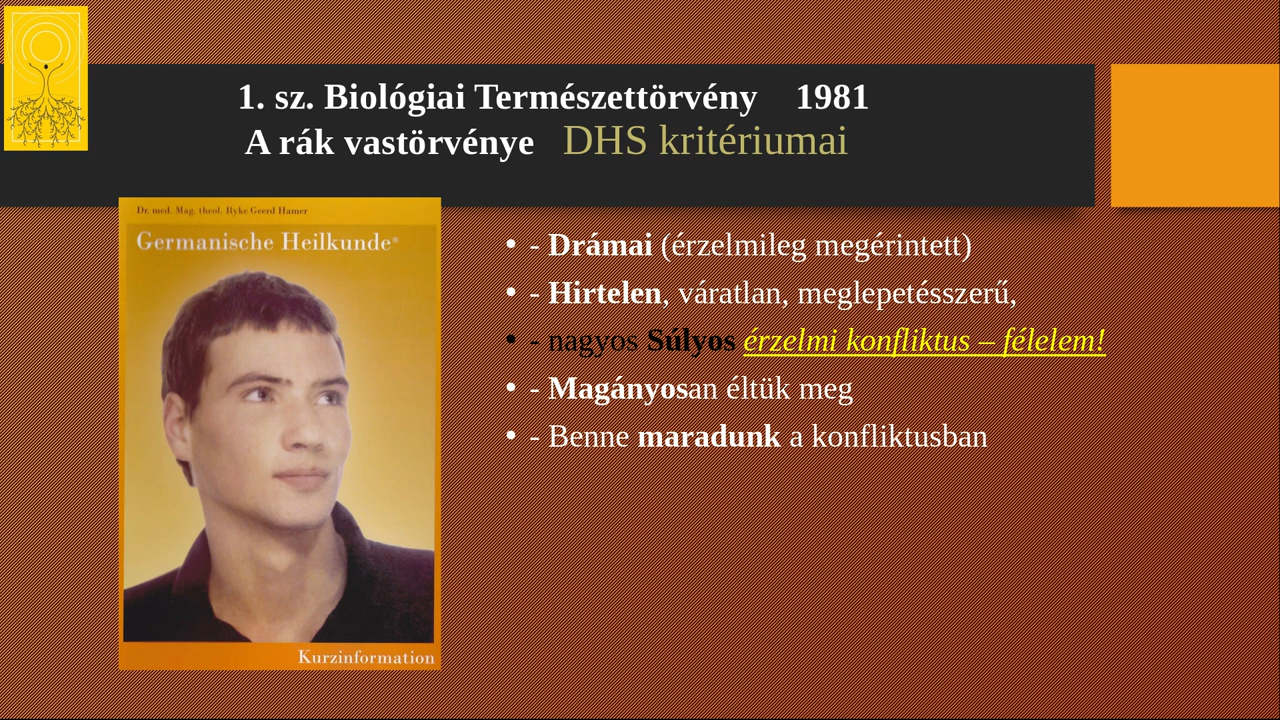 1. sz. Biológiai Természettörvény 1981
A rák vastörvénye DHS kritériumai
Dr. med. Mag. theol. Ryke Geerd Hamer
Germanische Heilkunde®
• - Drámai (érzelmileg megérintett)
• - Hirtelen, váratlan, meglepetésszerű,
• - nagyos Súlyos érzelmi konfliktus – félelem!
• - Magányosan éltük meg
• - Benne maradunk a konfliktusban
Kurzinformation